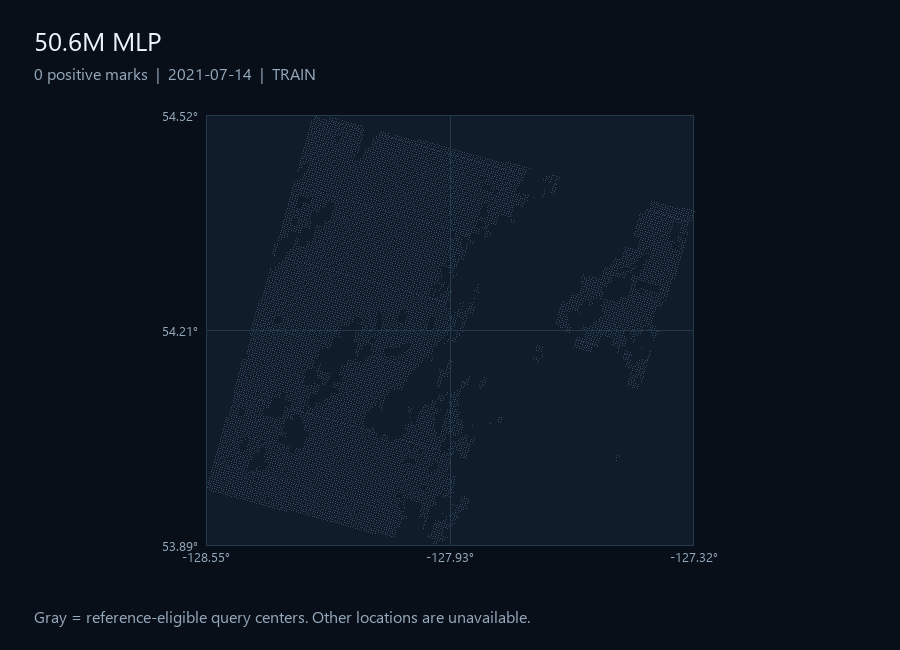 50.6M MLP
0 positive marks | 2021-07-14 | TRAIN
54.52°
54.21°
53.89°
-128.55° -127.93° -127.32°
Gray = reference-eligible query centers. Other locations are unavailable.